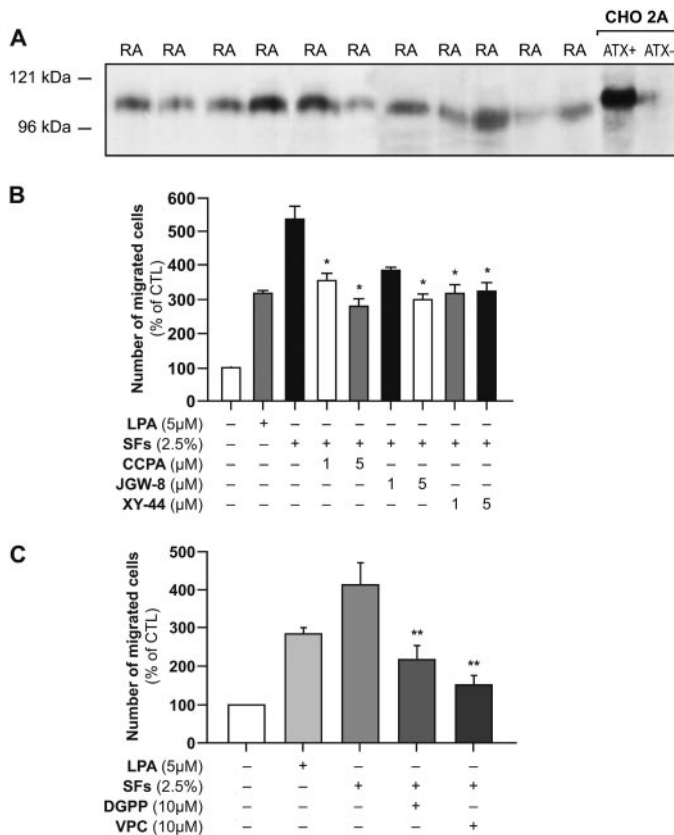 CHO 2A
A RA RA RA RA RA RA RA RA RA RA RA ATX+ ATX–
121 kDa –
96 kDa –
B
Number of migrated cells
(% of CTL)
600
500
400
300
200
100
0
* * * * *
LPA (5µM) – + – – – – – – –
SFs (2.5%) – – + + + + + + +
CCPA (µM) – – – 1 5 – – – –
JGW-8 (µM) – – – – – 1 5 – –
XY-44 (µM) – – – – – – – 1 5
C
Number of migrated cells
(% of CTL)
500
400
300
200
100
0
** **
LPA (5µM) – + – – –
SFs (2.5%) – – + + +
DGPP (10µM) – – – + –
VPC (10µM) – – – – +